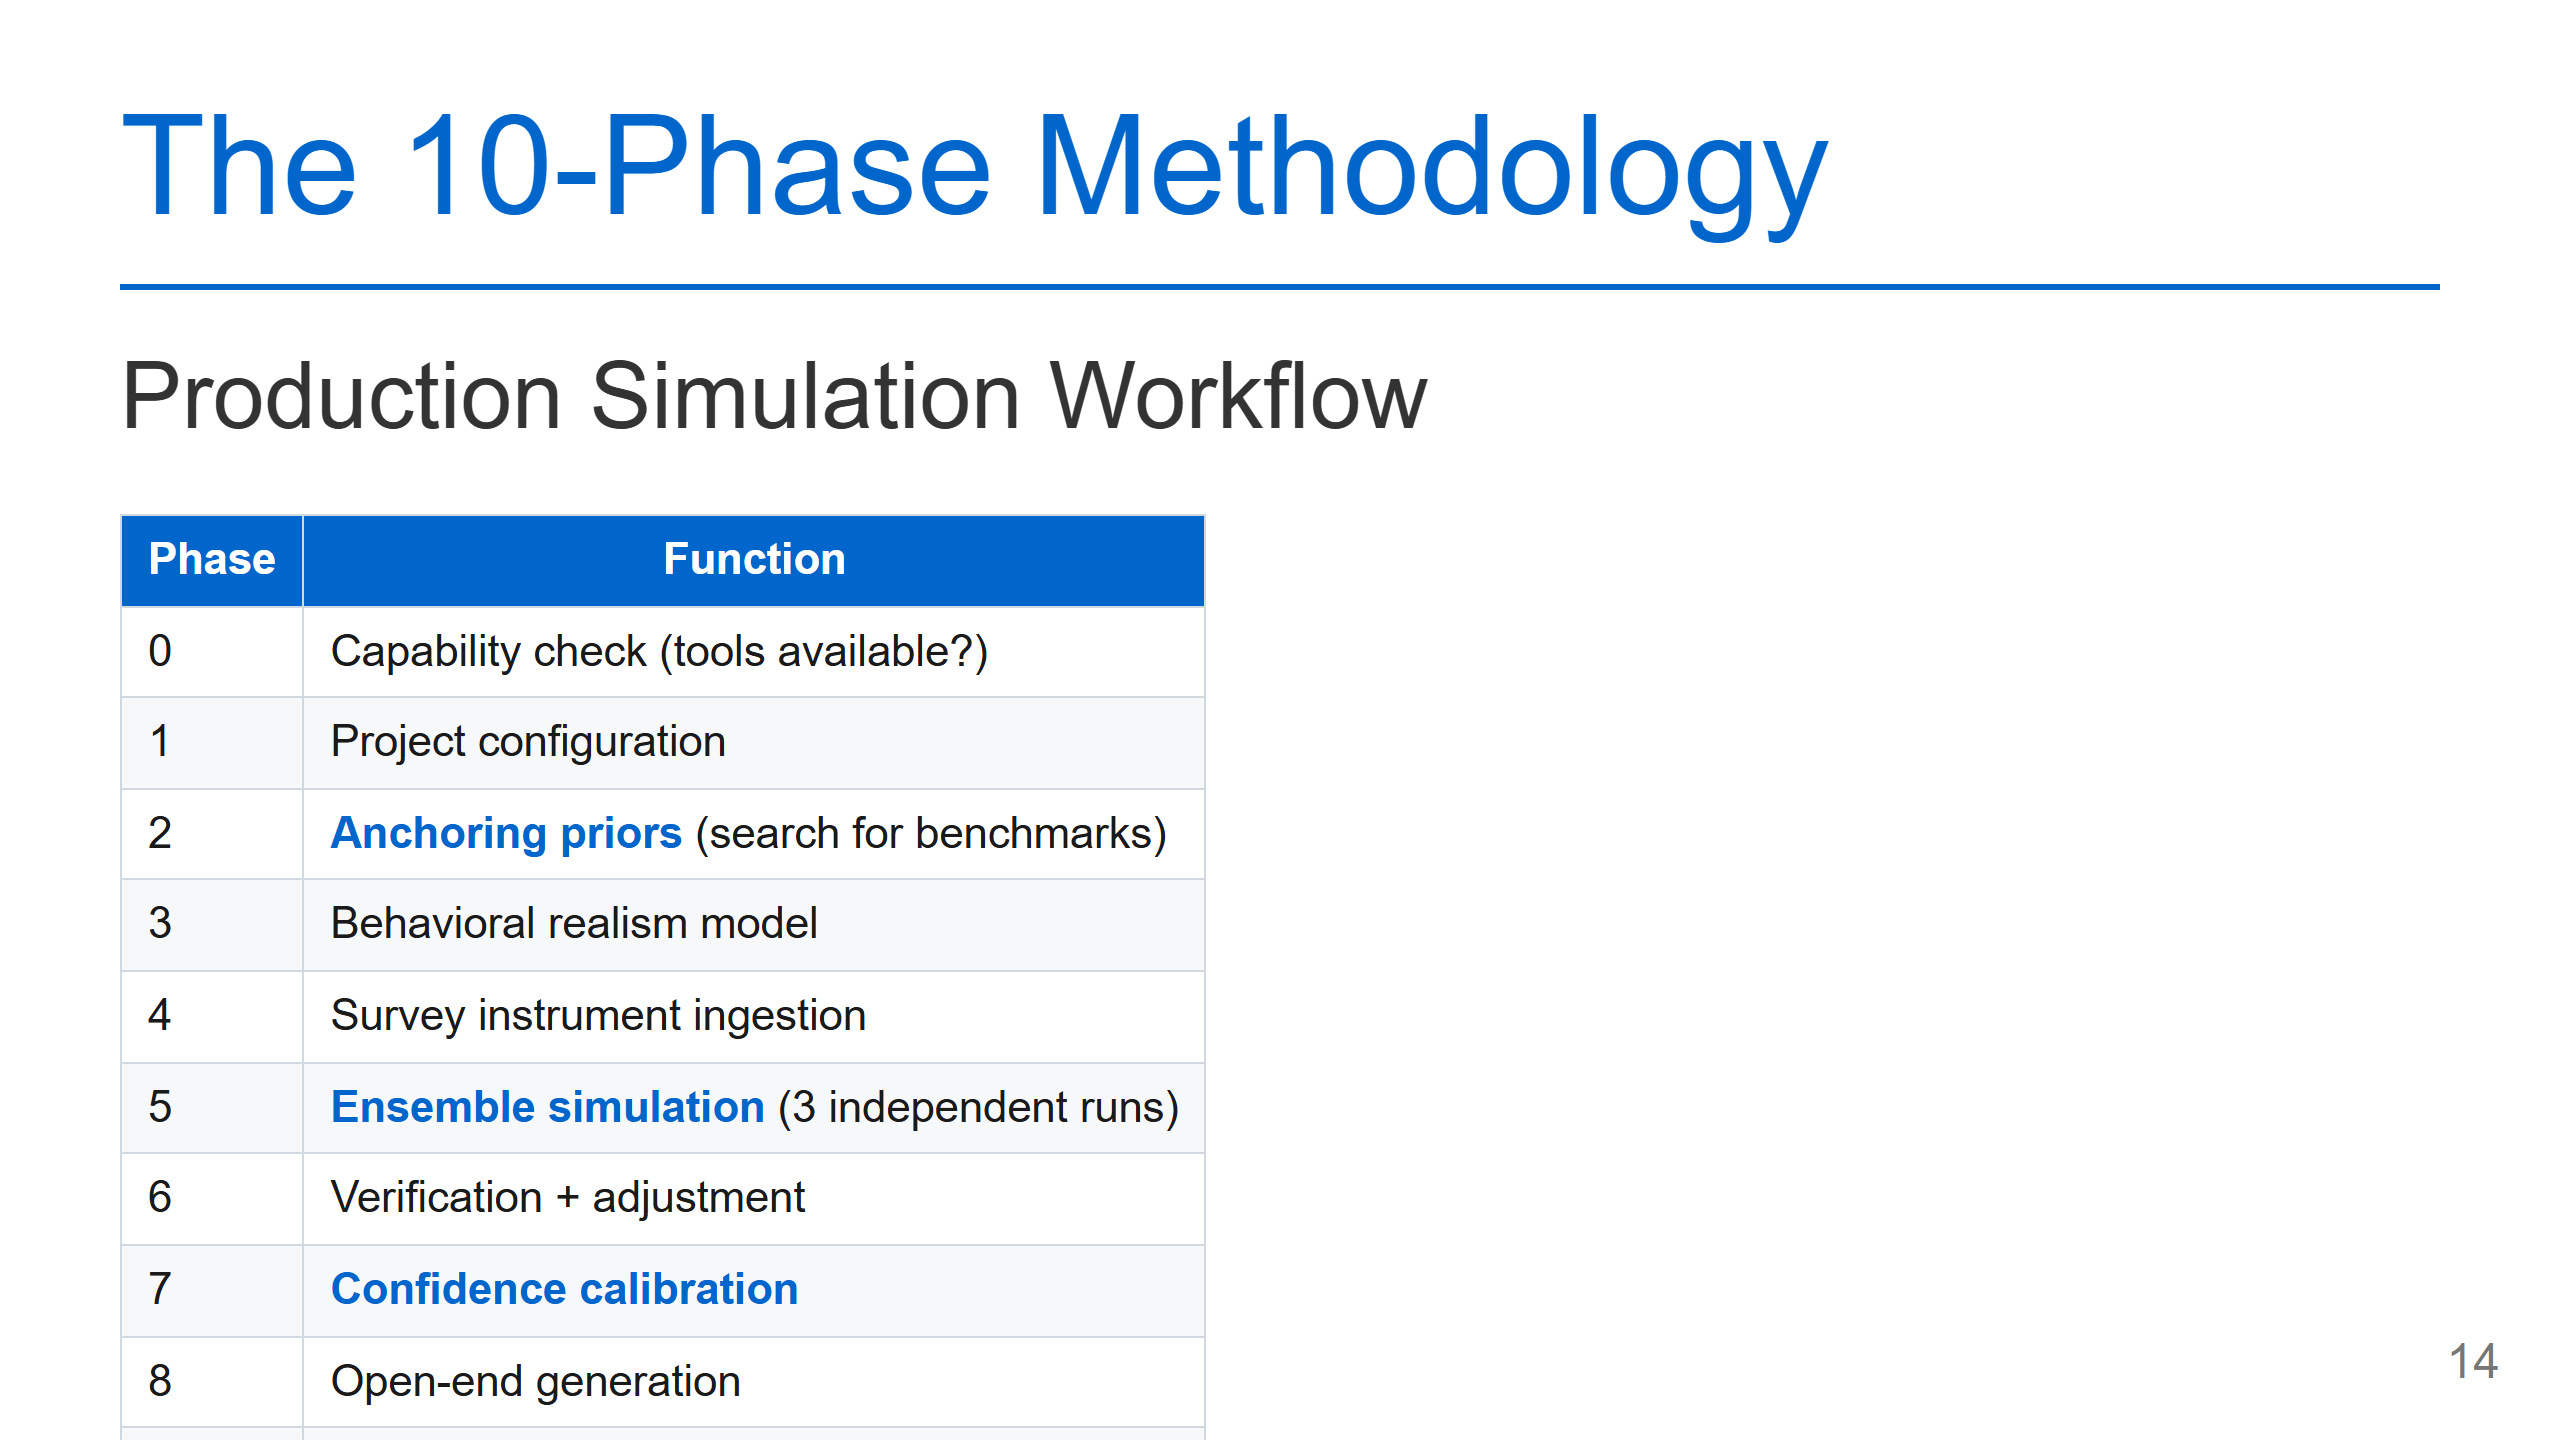 The 10-Phase Methodology
Production Simulation Workflow
Phase Function
0 Capability check (tools available?)
1 Project configuration
2 Anchoring priors (search for benchmarks)
3 Behavioral realism model
4 Survey instrument ingestion
5 Ensemble simulation (3 independent runs)
6 Verification + adjustment
7 Confidence calibration
8 Open-end generation
14